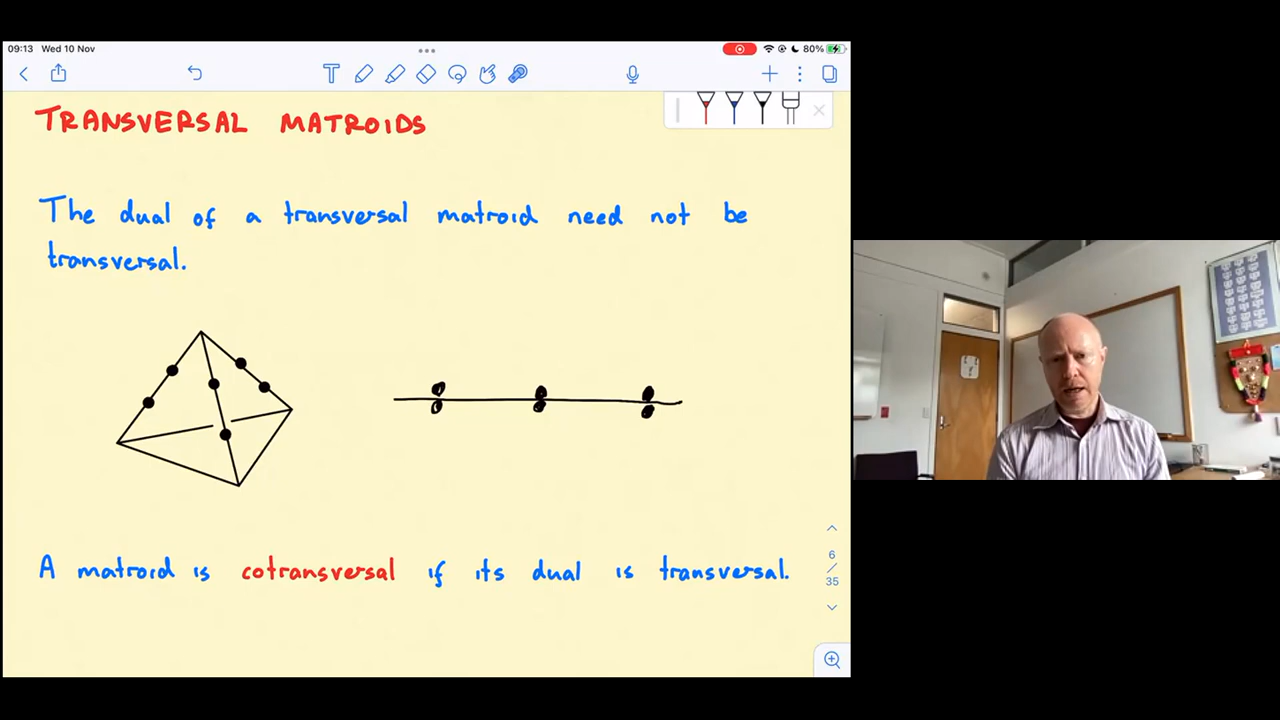 09:13 Wed 10 Nov
80%
TRANSVERSAL MATROIDS
The dual of a transversal matroid need not be
transversal.
A matroid is cotransversal if its dual is transversal.
6
/
35